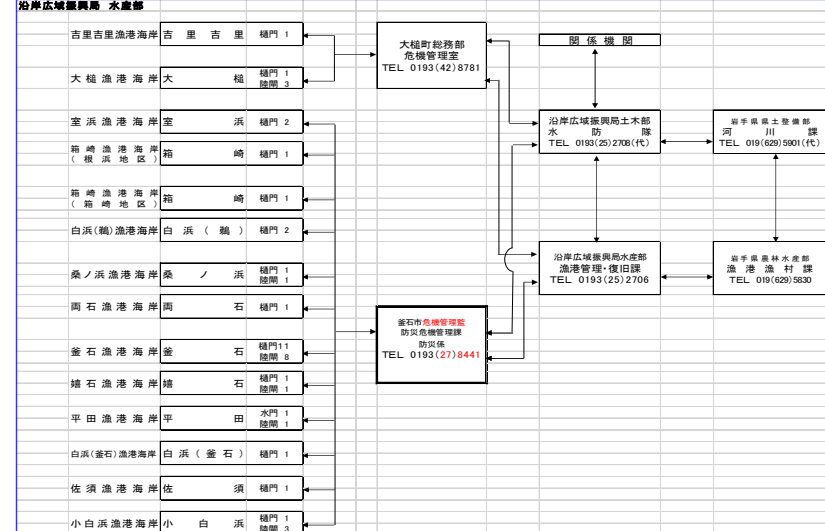 沿岸広域振興局 水産部
吉里吉里漁港海岸 吉里吉里 樋門 1
大槌漁港海岸 大槌 樋門 1
陸閘 3
室浜漁港海岸 室浜 樋門 2
箱崎漁港海岸
(根浜地区) 箱崎 樋門 1
箱崎漁港海岸
(箱崎地区) 箱崎 樋門 1
白浜(鵜)漁港海岸 白浜(鵜) 樋門 2
桑ノ浜漁港海岸 桑ノ浜 樋門 1
陸閘 1
両石漁港海岸 両石 樋門 1
釜石漁港海岸 釜石 樋門11
陸閘 8
嬉石漁港海岸 嬉石 樋門 1
陸閘 1
平田漁港海岸 平田 水門 1
陸閘 1
白浜(釜石)漁港海岸 白浜(釜石) 樋門 1
佐須漁港海岸 佐須 樋門 1
小白浜漁港海岸 小白浜 樋門 1
陸閘 3
大槌町総務部
危機管理室
TEL 0193(42)8781
釜石市危機管理監
防災危機管理課
防災係
TEL 0193(27)8441
関係機関
沿岸広域振興局土木部
水防隊
TEL 0193(25)2708(代)
沿岸広域振興局水産部
漁港管理・復旧課
TEL 0193(25)2706
岩手県県土整備部
河川課
TEL 019(629)5901(代)
岩手県農林水産部
漁港漁村課
TEL 019(629)5830